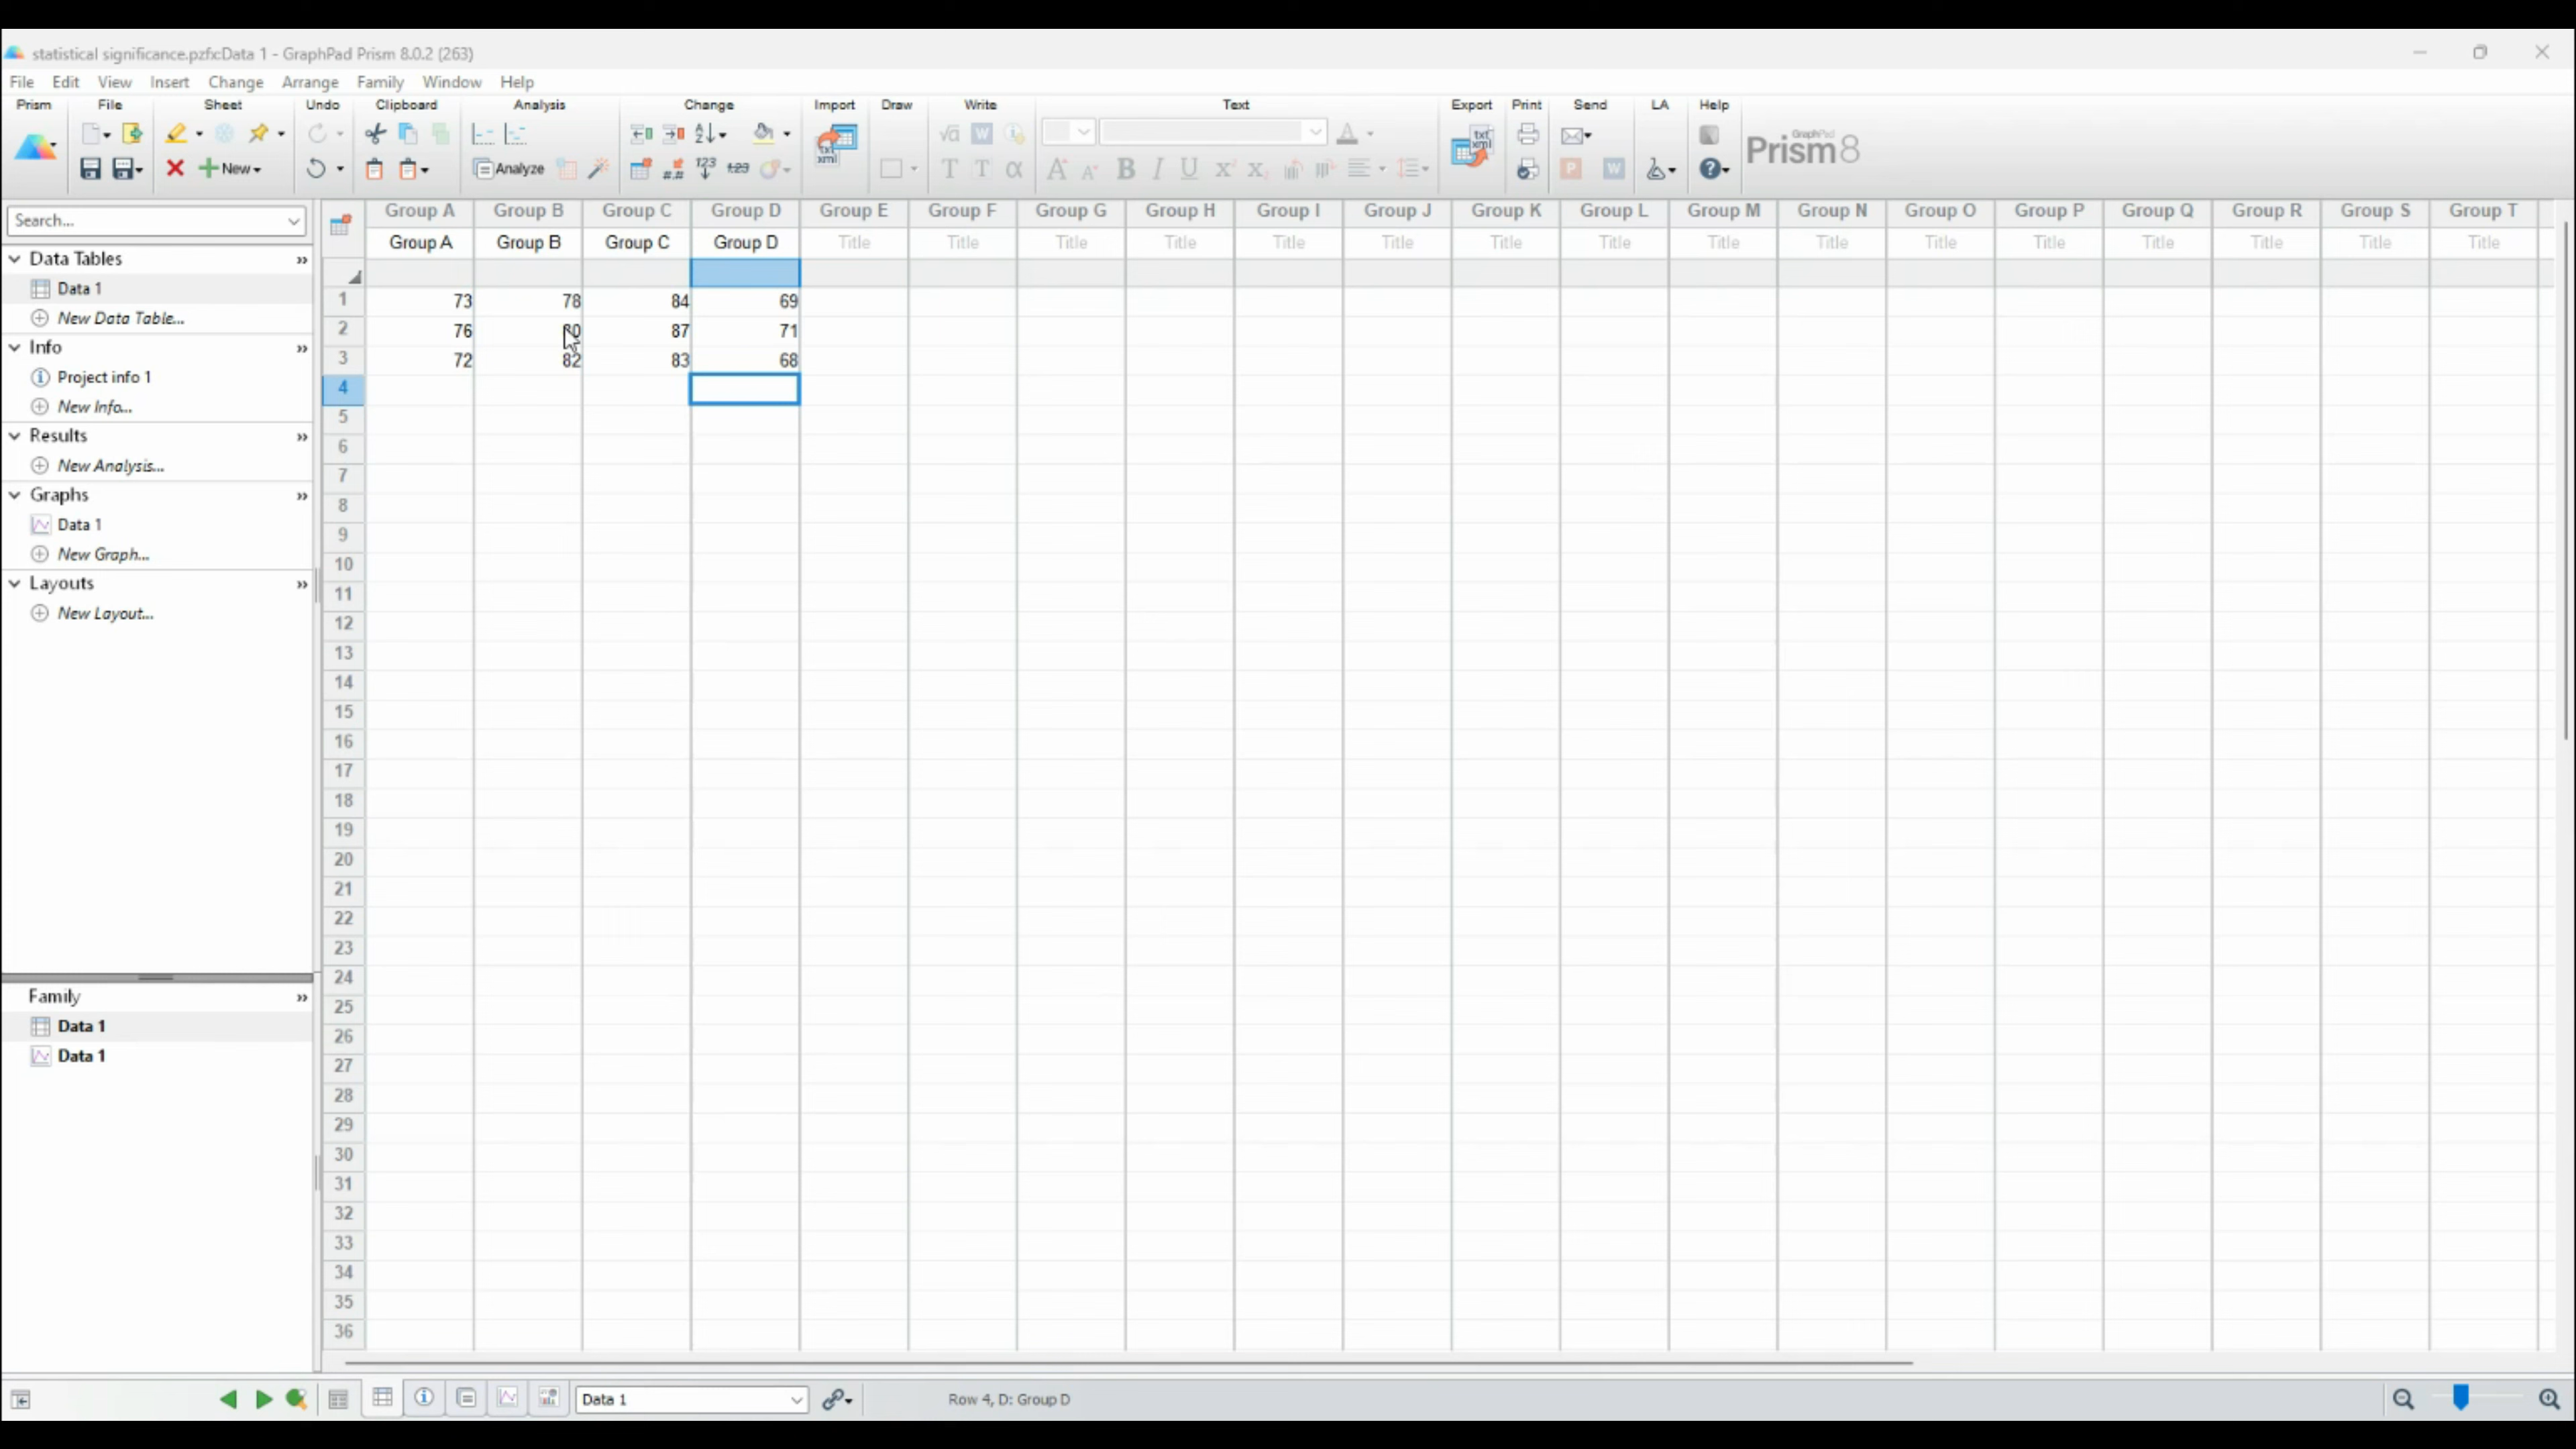 statistical significance.pzfx:Data 1 - GraphPad Prism 8.0.2 (263)
File Edit View Insert Change Arrange Family Window Help
Prism File Sheet Undo Clipboard Analysis Change Import Draw Write Text Export Print Send LA Help
GraphPad
Prism 8
Analyze
New
Search...
Group A Group B Group C Group D Group E Group F Group G Group H Group I Group J Group K Group L Group M Group N Group O Group P Group Q Group R Group S Group T
Group A Group B Group C Group D Title Title Title Title Title Title Title Title Title Title Title Title Title Title Title Title
Data Tables
Data 1
New Data Table...
Info
Project info 1
New Info...
Results
New Analysis...
Graphs
Data 1
New Graph...
Layouts
New Layout...
Family
Data 1
Data 1
1 73 78 84 69
2 76 87 71
3 72 82 83 68
4
5
6
7
8
9
10
11
12
13
14
15
16
17
18
19
20
21
22
23
24
25
26
27
28
29
30
31
32
33
34
35
36
Data 1
Row 4, D: Group D